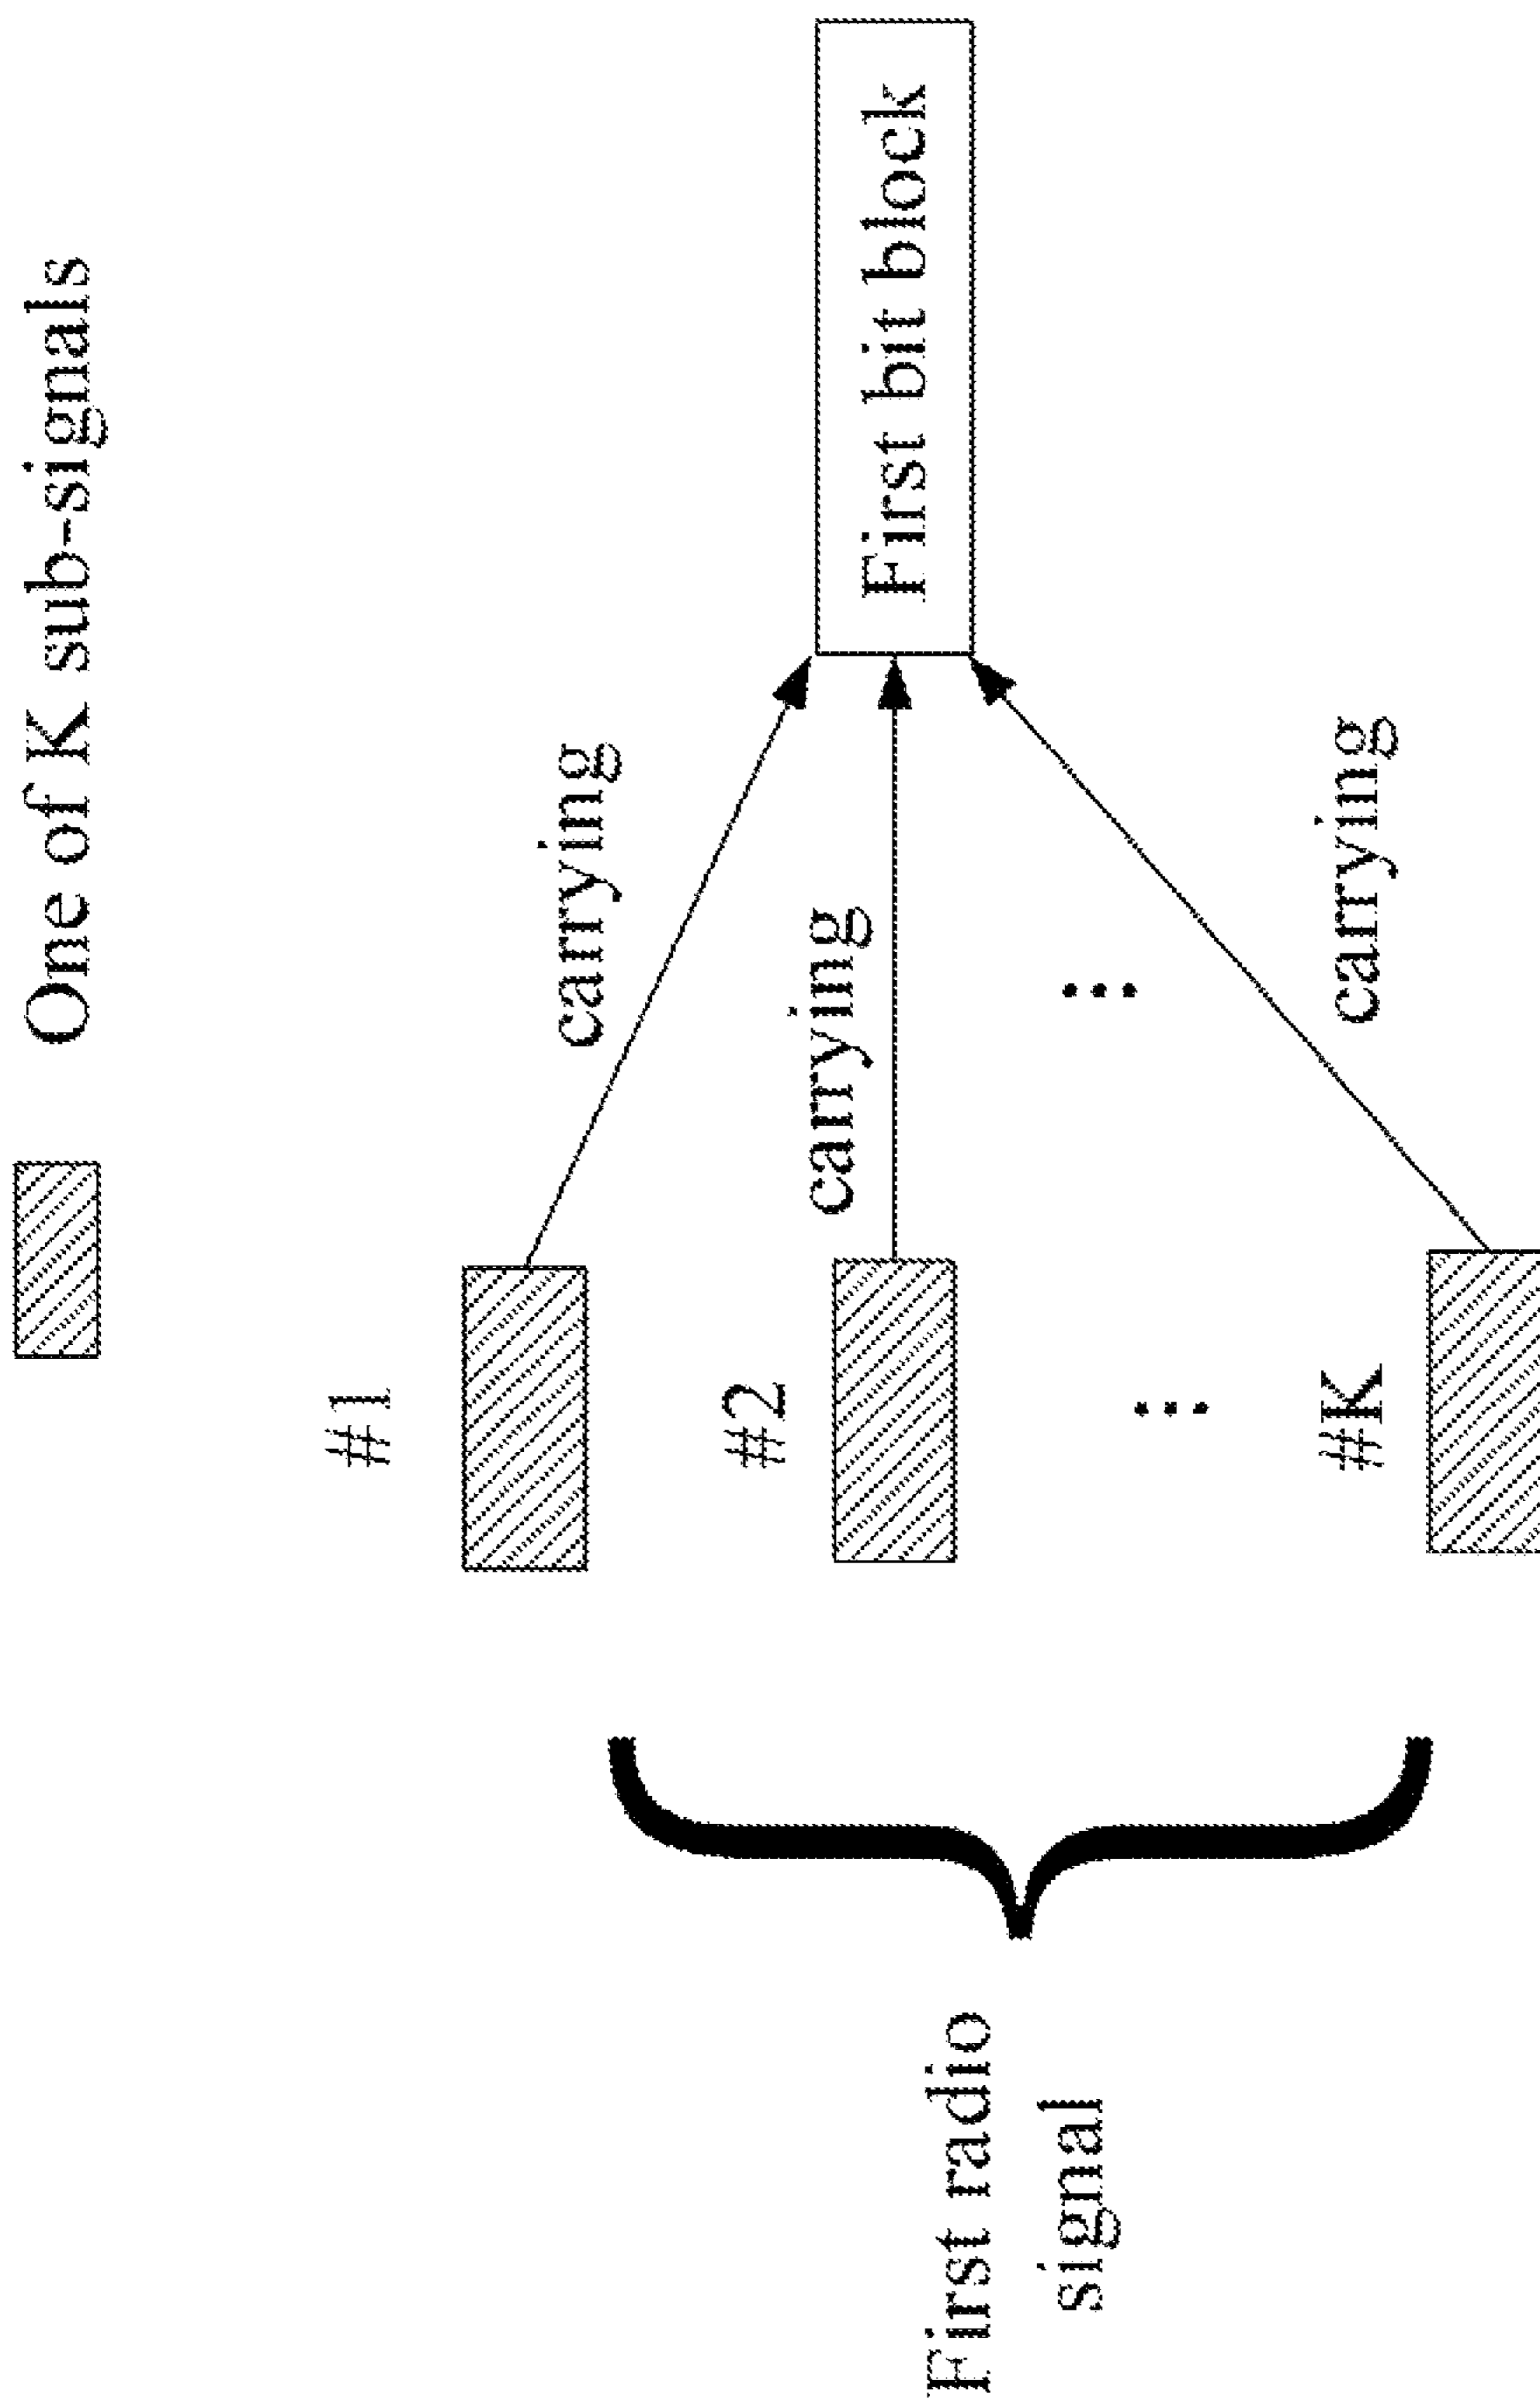 One of K sub-signals
#1
carrying
#2
carrying
First bit block
#K
carrying
First radio
signal